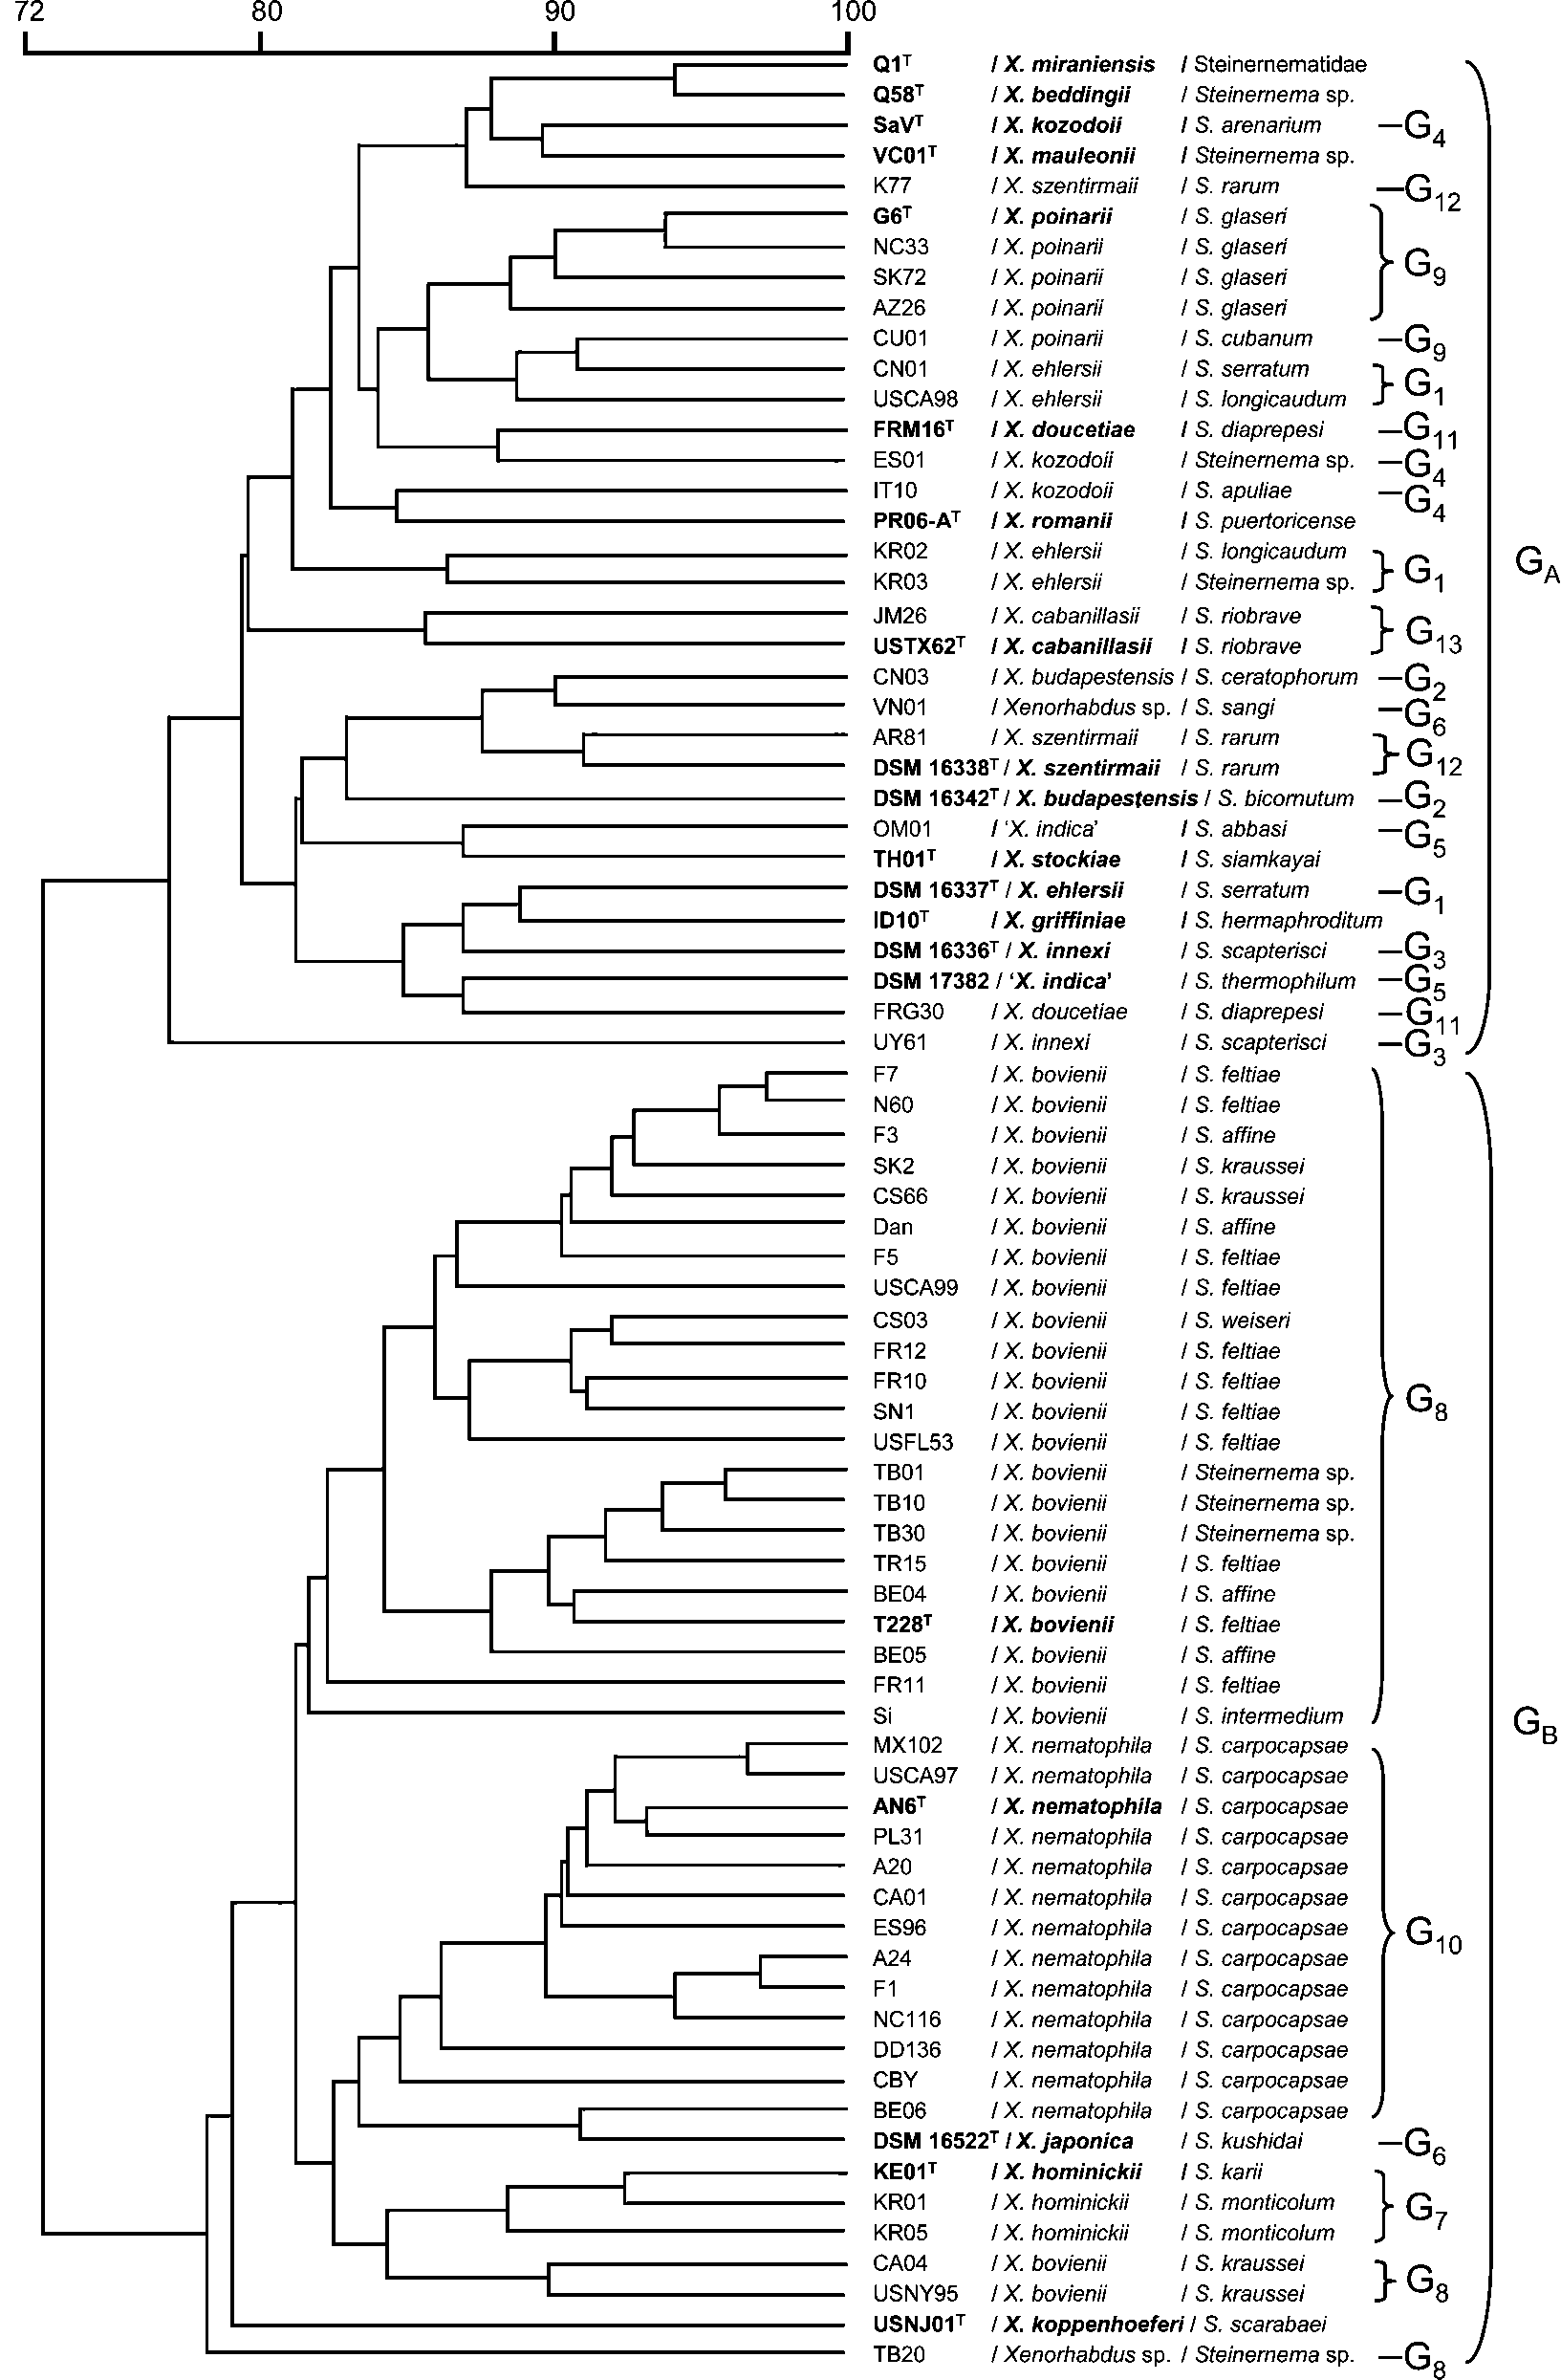 72 80 90 100
Q1ᵀ / X. miraniensis / Steinernematidae
Q58ᵀ / X. beddingii / Steinernema sp.
SaVᵀ / X. kozodoii / S. arenarium –G4
VC01ᵀ / X. mauleonii / Steinernema sp.
K77 / X. szentirmaii / S. rarum –G12
G6ᵀ / X. poinarii / S. glaseri
NC33 / X. poinarii / S. glaseri
G9
SK72 / X. poinarii / S. glaseri
AZ26 / X. poinarii / S. glaseri
CU01 / X. poinarii / S. cubanum –G9
CN01 / X. ehlersii / S. serratum
G1
USCA98 / X. ehlersii / S. longicaudum
FRM16ᵀ / X. doucetiae / S. diaprepesi –G11
ES01 / X. kozodoii / Steinernema sp. –G4
IT10 / X. kozodoii / S. apuliae –G4
PR06-Aᵀ / X. romanii / S. puertoricense
KR02 / X. ehlersii / S. longicaudum
G1
GA
KR03 / X. ehlersii / Steinernema sp.
JM26 / X. cabanillasii / S. riobrave
G13
USTX62ᵀ / X. cabanillasii / S. riobrave
CN03 / X. budapestensis / S. ceratophorum –G2
VN01 / Xenorhabdus sp. / S. sangi –G6
AR81 / X. szentirmaii / S. rarum
G12
DSM 16338ᵀ / X. szentirmaii / S. rarum
DSM 16342ᵀ / X. budapestensis / S. bicornutum –G2
OM01 / ‘X. indica’ / S. abbasi –G5
TH01ᵀ / X. stockiae / S. siamkayai
DSM 16337ᵀ / X. ehlersii / S. serratum –G1
ID10ᵀ / X. griffiniae / S. hermaphroditum
DSM 16336ᵀ / X. innexi / S. scapterisci –G3
DSM 17382 / ‘X. indica’ / S. thermophilum –G5
FRG30 / X. doucetiae / S. diaprepesi –G11
UY61 / X. innexi / S. scapterisci –G3
F7 / X. bovienii / S. feltiae
N60 / X. bovienii / S. feltiae
F3 / X. bovienii / S. affine
SK2 / X. bovienii / S. kraussei
CS66 / X. bovienii / S. kraussei
Dan / X. bovienii / S. affine
F5 / X. bovienii / S. feltiae
USCA99 / X. bovienii / S. feltiae
CS03 / X. bovienii / S. weiseri
FR12 / X. bovienii / S. feltiae
FR10 / X. bovienii / S. feltiae
G8
SN1 / X. bovienii / S. feltiae
USFL53 / X. bovienii / S. feltiae
TB01 / X. bovienii / Steinernema sp.
TB10 / X. bovienii / Steinernema sp.
TB30 / X. bovienii / Steinernema sp.
TR15 / X. bovienii / S. feltiae
BE04 / X. bovienii / S. affine
T228ᵀ / X. bovienii / S. feltiae
BE05 / X. bovienii / S. affine
FR11 / X. bovienii / S. feltiae
Si / X. bovienii / S. intermedium
GB
MX102 / X. nematophila / S. carpocapsae
USCA97 / X. nematophila / S. carpocapsae
AN6ᵀ / X. nematophila / S. carpocapsae
PL31 / X. nematophila / S. carpocapsae
A20 / X. nematophila / S. carpocapsae
CA01 / X. nematophila / S. carpocapsae
ES96 / X. nematophila / S. carpocapsae
G10
A24 / X. nematophila / S. carpocapsae
F1 / X. nematophila / S. carpocapsae
NC116 / X. nematophila / S. carpocapsae
DD136 / X. nematophila / S. carpocapsae
CBY / X. nematophila / S. carpocapsae
BE06 / X. nematophila / S. carpocapsae
DSM 16522ᵀ / X. japonica / S. kushidai –G6
KE01ᵀ / X. hominickii / S. karii
KR01 / X. hominickii / S. monticolum
G7
KR05 / X. hominickii / S. monticolum
CA04 / X. bovienii / S. kraussei
G8
USNY95 / X. bovienii / S. kraussei
USNJ01ᵀ / X. koppenhoeferi / S. scarabaei
TB20 / Xenorhabdus sp. / Steinernema sp. –G8